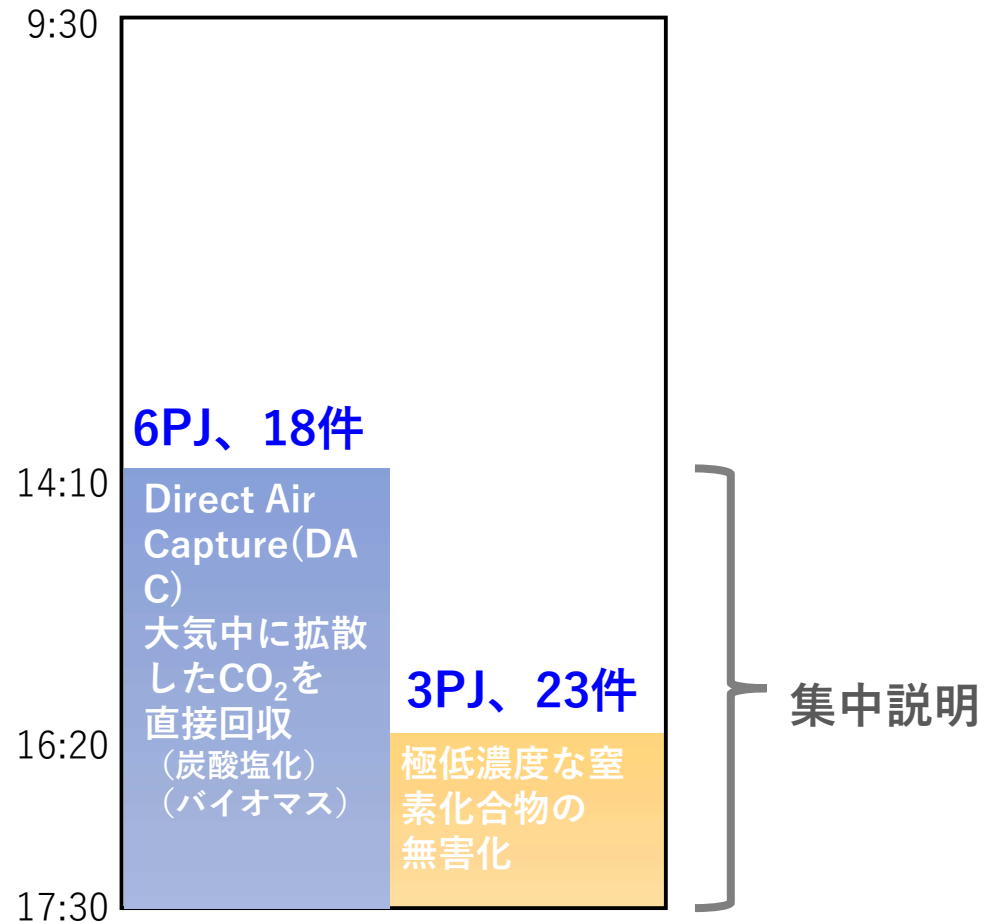 9:30
6PJ、18件
14:10
Direct Air
Capture(DA
C)
大気中に拡散
したCO₂を
直接回収
（炭酸塩化）
（バイオマス）
3PJ、23件
集中説明
16:20
極低濃度な窒
素化合物の
無害化
17:30